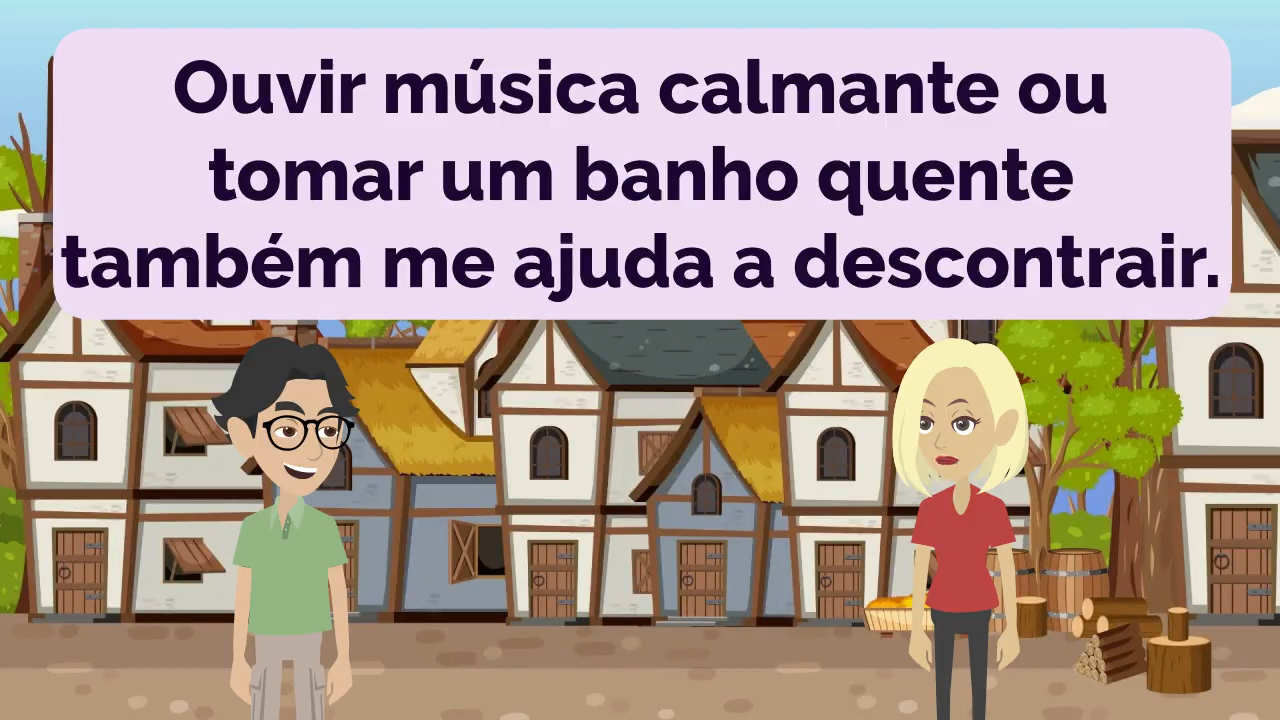 Ouvir música calmante ou
tomar um banho quente
também me ajuda a descontrair.